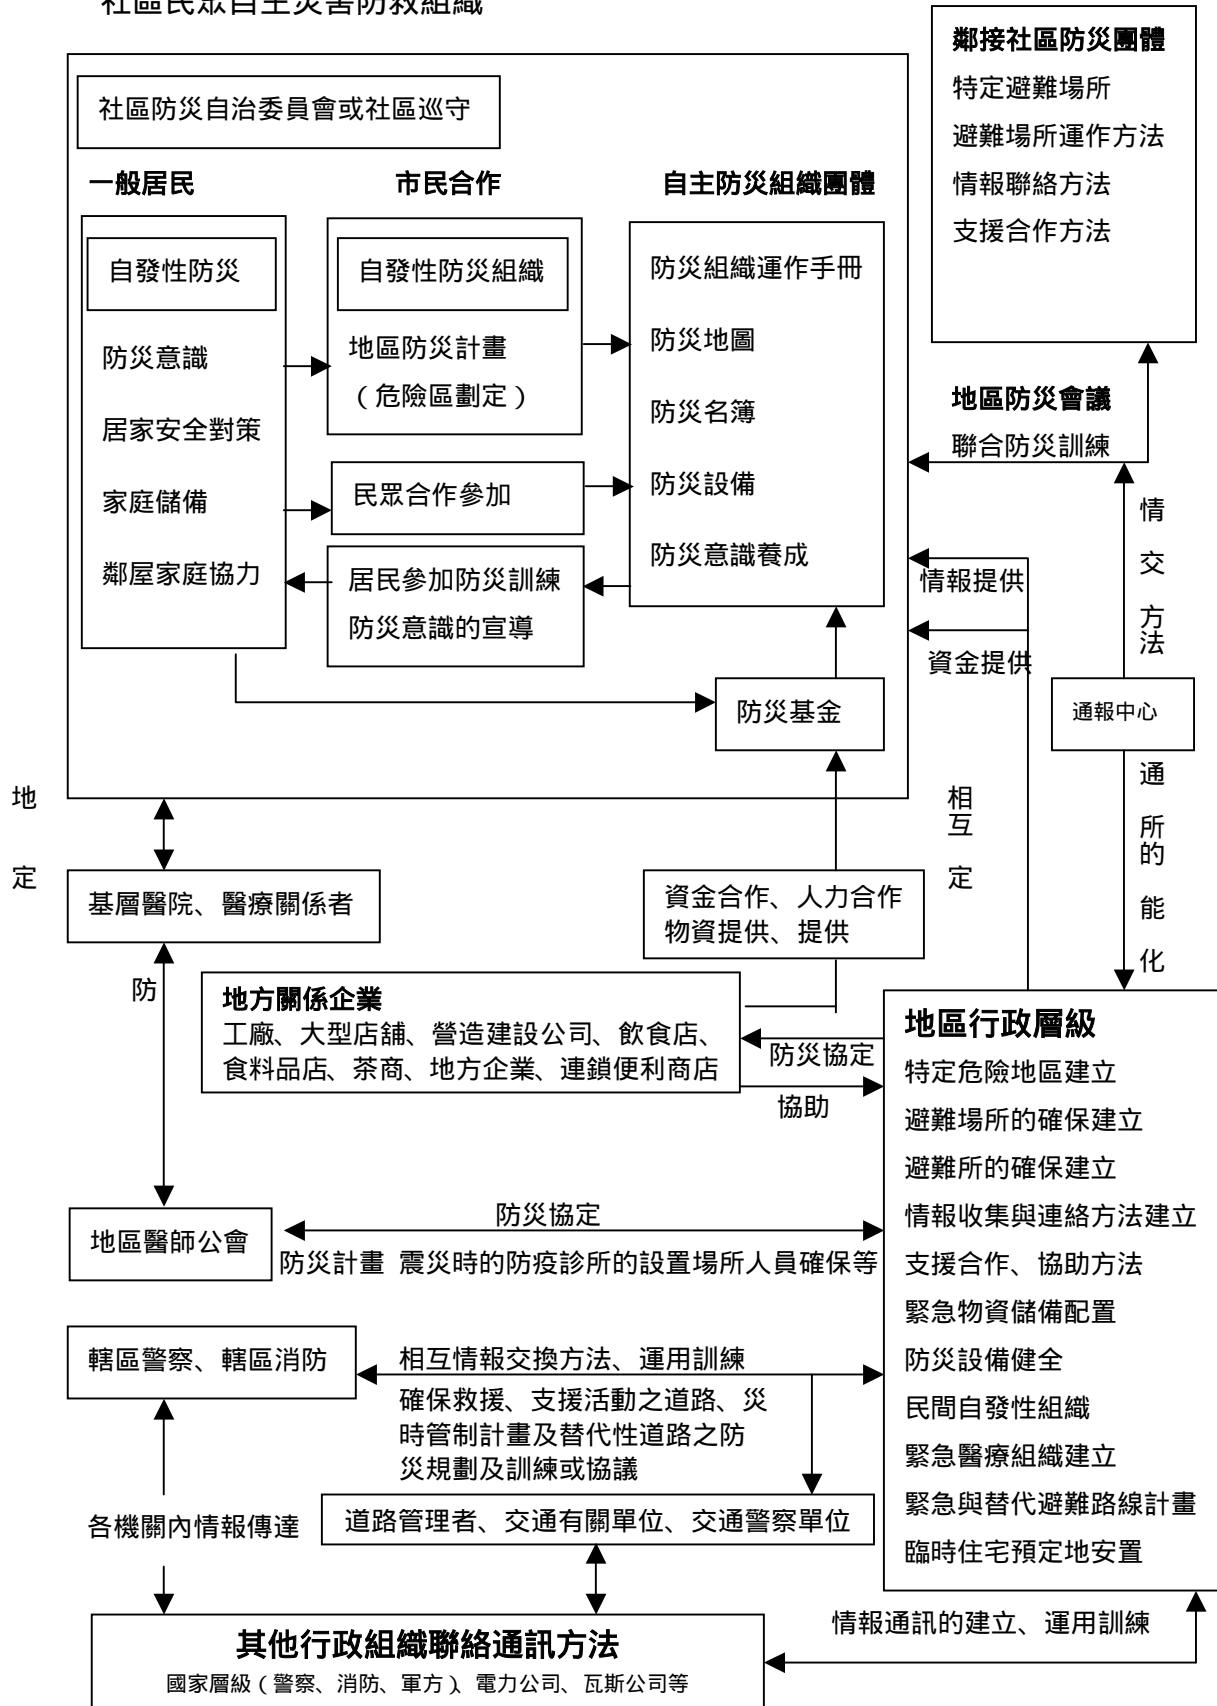 社區民眾自主災害防救組織
鄰接社區防災團體
特定避難場所
避難場所運作方法
情報聯絡方法
支援合作方法
社區防災自治委員會或社區巡守
一般居民
自發性防災
防災意識
居家安全對策
家庭儲備
鄰屋家庭協力
市民合作
自發性防災組織
地區防災計畫
（危險區劃定）
民眾合作參加
居民參加防災訓練
防災意識的宣導
自主防災組織團體
防災組織運作手冊
防災地圖
防災名簿
防災設備
防災意識養成
防災基金
地區防災會議
聯合防災訓練
情報提供
資金提供
情
交
方
法
通報中心
通
所
的
能
化
相
互
定
地
定
基層醫院、醫療關係者
資金合作、人力合作
物資提供、提供
防
地方關係企業
工廠、大型店舖、營造建設公司、飲食店、
食料品店、茶商、地方企業、連鎖便利商店
防災協定
協助
地區行政層級
特定危險地區建立
避難場所的確保建立
避難所的確保建立
情報收集與連絡方法建立
支援合作、協助方法
緊急物資儲備配置
防災設備健全
民間自發性組織
緊急醫療組織建立
緊急與替代避難路線計畫
臨時住宅預定地安置
地區醫師公會
防災協定
防災計畫 震災時的防疫診所的設置場所人員確保等
轄區警察、轄區消防
相互情報交換方法、運用訓練
確保救援、支援活動之道路、災
時管制計畫及替代性道路之防
災規劃及訓練或協議
道路管理者、交通有關單位、交通警察單位
各機關內情報傳達
情報通訊的建立、運用訓練
其他行政組織聯絡通訊方法
國家層級（警察、消防、軍方）、電力公司、瓦斯公司等